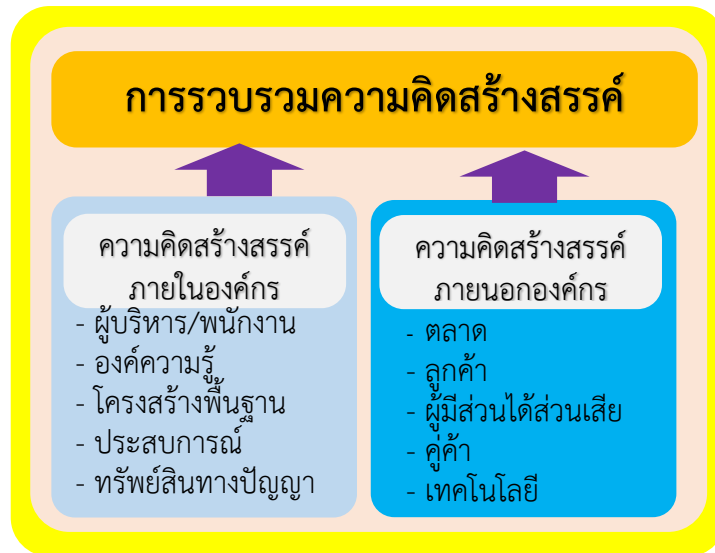 การรวบรวมความคิดสร้างสรรค์
ความคิดสร้างสรรค์
ภายในองค์กร
- ผู้บริหาร/พนักงาน
- องค์ความรู้
- โครงสร้างพื้นฐาน
- ประสบการณ์
- ทรัพย์สินทางปัญญา
ความคิดสร้างสรรค์
ภายนอกองค์กร
- ตลาด
- ลูกค้า
- ผู้มีส่วนได้ส่วนเสีย
- คู่ค้า
- เทคโนโลยี